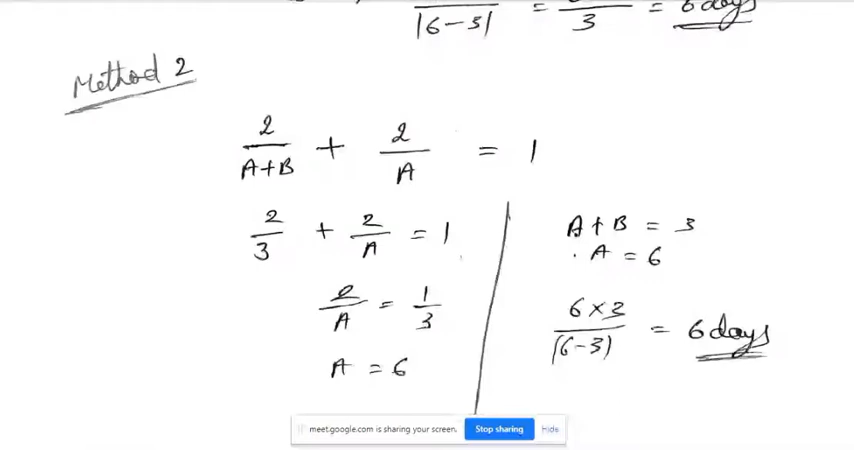 |6-3| = 3 = 6 days
Method 2
2/A+B + 2/A = 1
2/3 + 2/A = 1
2/A = 1/3
A = 6
A+B = 3
A = 6
6×3/(6-3) = 6 days
meet.google.com is sharing your screen. Stop sharing Hide